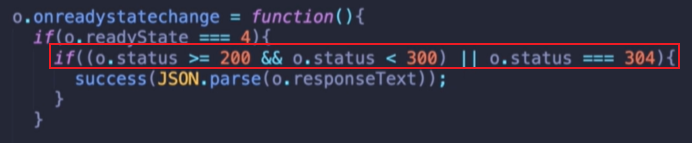 o.onreadystatechange = function(){
if(o.readyState === 4){
if((o.status >= 200 && o.status < 300) || o.status === 304){
success(JSON.parse(o.responseText));
}
}